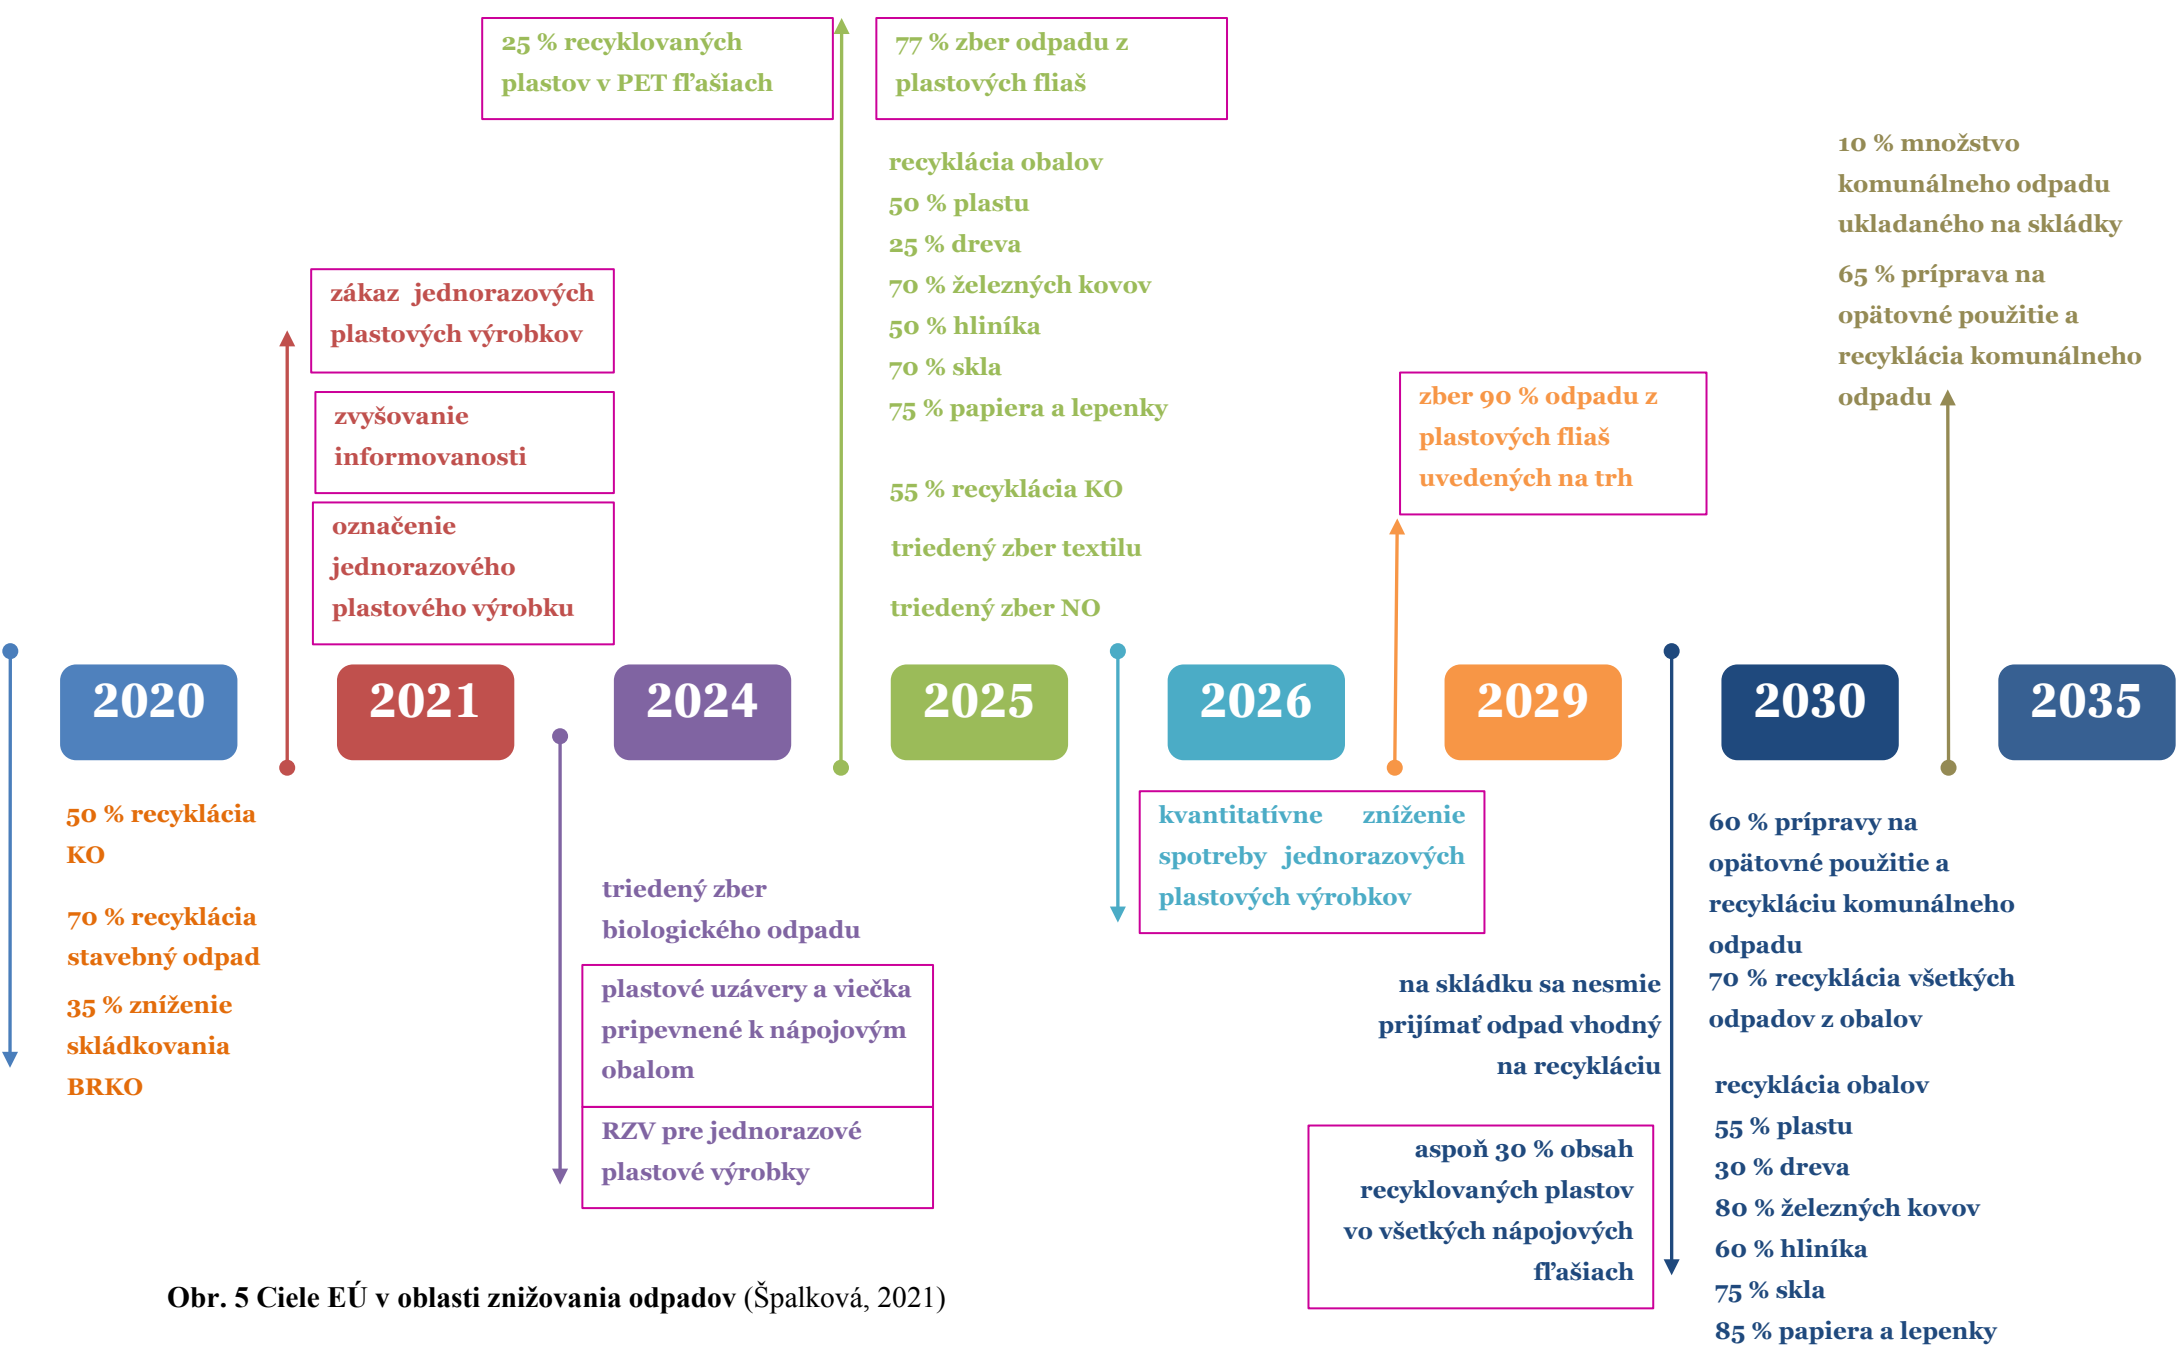 25 % recyklovaných
plastov v PET fľašiach
77 % zber odpadu z
plastových fliaš
recyklácia obalov
50 % plastu
25 % dreva
70 % železných kovov
50 % hliníka
70 % skla
75 % papiera a lepenky
55 % recyklácia KO
triedený zber textilu
triedený zber NO
10 % množstvo
komunálneho odpadu
ukladaného na skládky
65 % príprava na
opätovné použitie a
recyklácia komunálneho
odpadu
zákaz jednorazových
plastových výrobkov
zvyšovanie
informovanosti
označenie
jednorazového
plastového výrobku
zber 90 % odpadu z
plastových fliaš
uvedených na trh
2020
2021
2024
2025
2026
2029
2030
2035
50 % recyklácia
KO
70 % recyklácia
stavebný odpad
35 % zníženie
skládkovania
BRKO
triedený zber
biologického odpadu
plastové uzávery a viečka
pripevnené k nápojovým
obalom
RZV pre jednorazové
plastové výrobky
kvantitatívne zníženie
spotreby jednorazových
plastových výrobkov
na skládku sa nesmie
prijímať odpad vhodný
na recykláciu
aspoň 30 % obsah
recyklovaných plastov
vo všetkých nápojových
fľašiach
60 % prípravy na
opätovné použitie a
recykláciu komunálneho
odpadu
70 % recyklácia všetkých
odpadov z obalov
recyklácia obalov
55 % plastu
30 % dreva
80 % železných kovov
60 % hliníka
75 % skla
85 % papiera a lepenky
Obr. 5 Ciele EÚ v oblasti znižovania odpadov (Špalková, 2021)